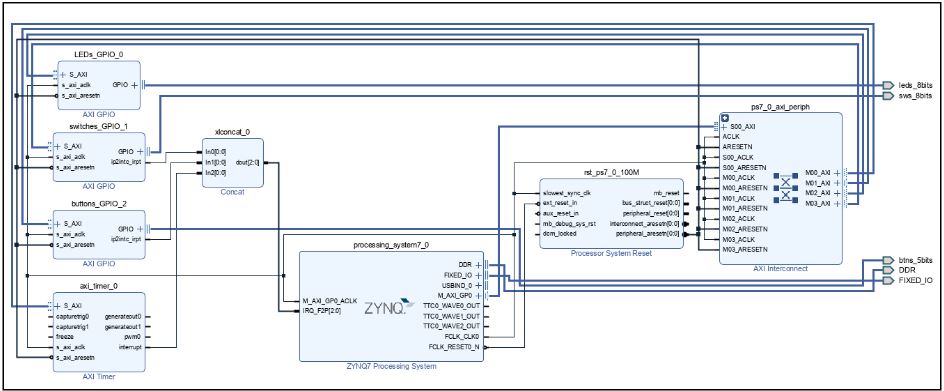 LEDs_GPIO_0
S_AXI
s_axi_aclk
s_axi_aresetn
GPIO
AXI GPIO
switches_GPIO_1
S_AXI
s_axi_aclk
s_axi_aresetn
GPIO
ip2intc_irpt
AXI GPIO
buttons_GPIO_2
S_AXI
s_axi_aclk
s_axi_aresetn
GPIO
ip2intc_irpt
AXI GPIO
axi_timer_0
S_AXI
capturetrig0
capturetrig1
freeze
s_axi_aclk
s_axi_aresetn
generateout0
generateout1
pwm0
interrupt
AXI Timer
xlconcat_0
In0[0:0]
In1[0:0]
In2[0:0]
dout[2:0]
Concat
processing_system7_0
M_AXI_GP0_ACLK
IRQ_F2P[2:0]
ZYNQ
DDR
FIXED_IO
USBIND_0
M_AXI_GP0
TTC0_WAVE0_OUT
TTC0_WAVE1_OUT
TTC0_WAVE2_OUT
FCLK_CLK0
FCLK_RESET0_N
ZYNQ7 Processing System
rst_ps7_0_100M
slowest_sync_clk
ext_reset_in
aux_reset_in
mb_debug_sys_rst
dcm_locked
mb_reset
bus_struct_reset[0:0]
peripheral_reset[0:0]
interconnect_aresetn[0:0]
peripheral_aresetn[0:0]
Processor System Reset
ps7_0_axi_periph
S00_AXI
ACLK
ARESETN
S00_ACLK
S00_ARESETN
M00_ACLK
M00_ARESETN
M01_ACLK
M01_ARESETN
M02_ACLK
M02_ARESETN
M03_ACLK
M03_ARESETN
M00_AXI
M01_AXI
M02_AXI
M03_AXI
AXI Interconnect
leds_8bits
sws_8bits
btns_5bits
DDR
FIXED_IO